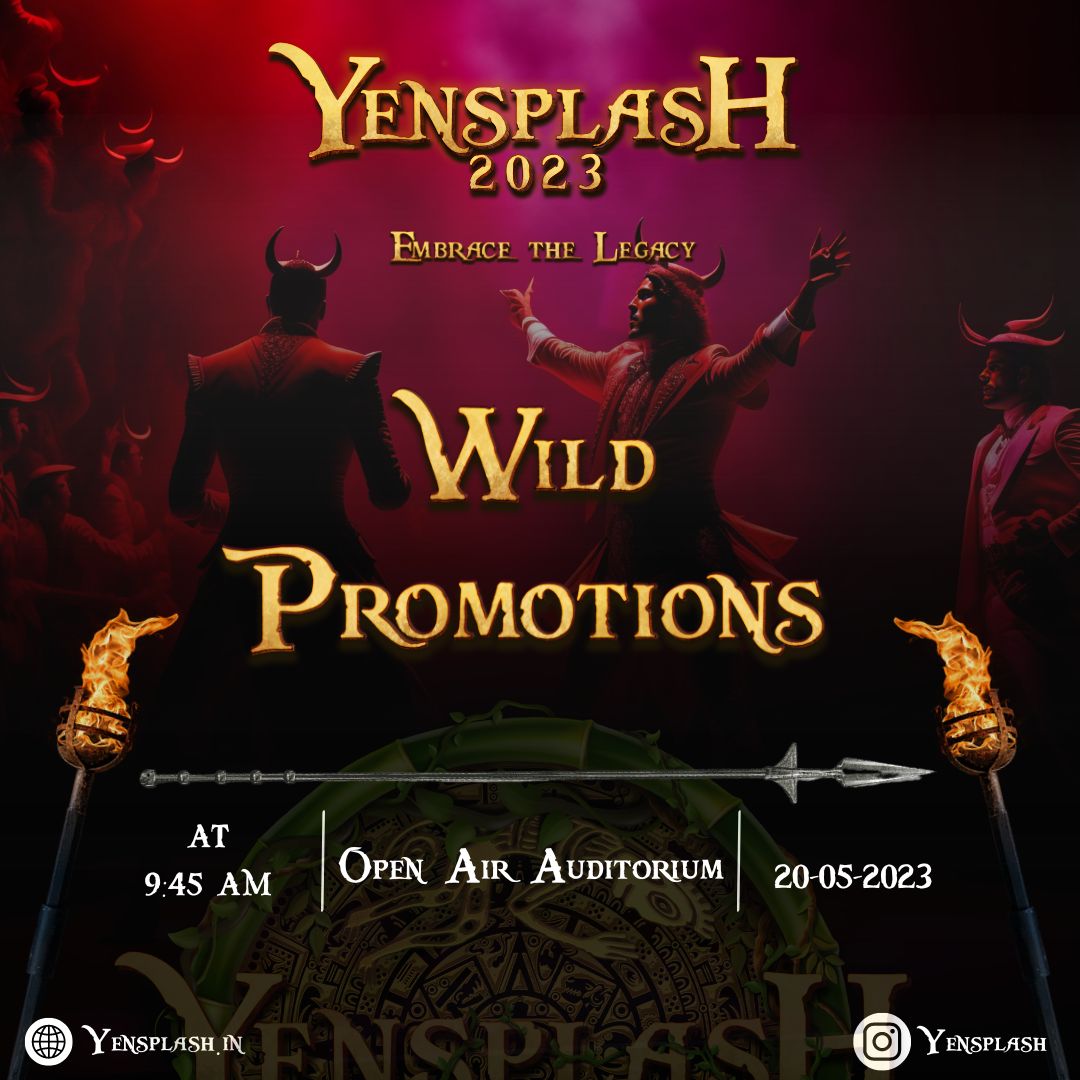 YENSPLASH
2023
EMBRACE THE LEGACY
WILD
PROMOTIONS
AT
9:45 AM
OPEN AIR AUDITORIUM
20-05-2023
YENSPLASH
YENSPLASH.IN
YENSPLASH